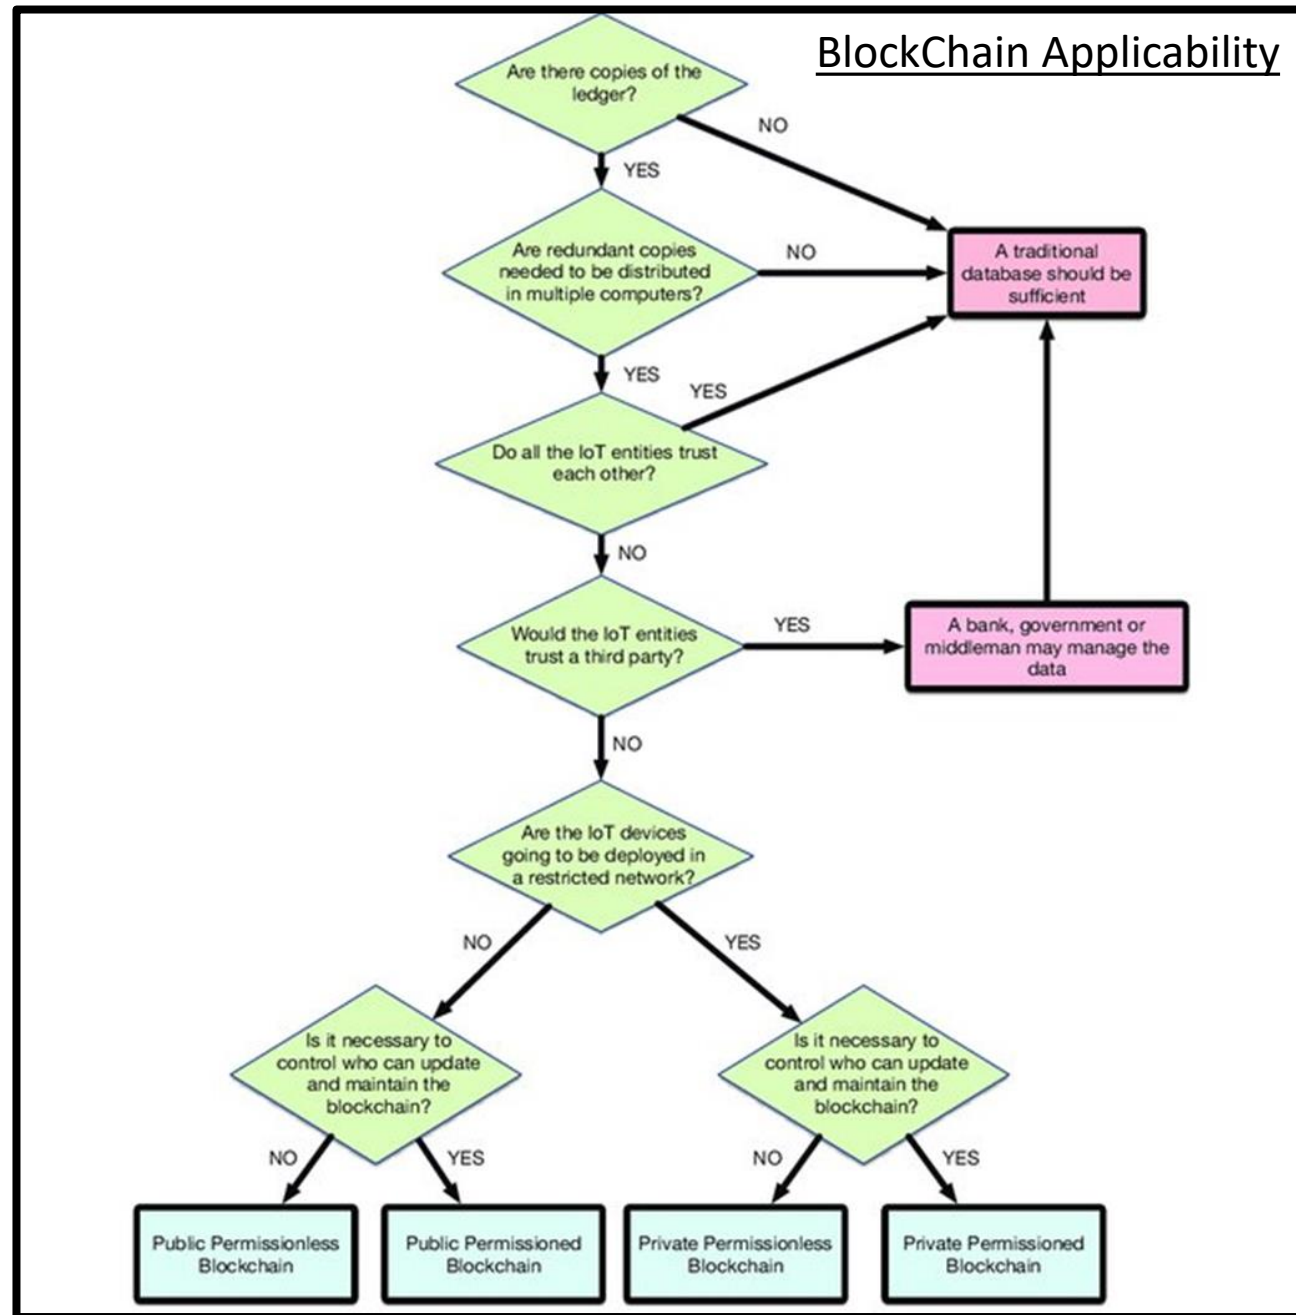 BlockChain Applicability
Are there copies of the
ledger?
NO
YES
Are redundant copies
needed to be distributed
in multiple computers?
NO
A traditional
database should be
sufficient
YES
YES
Do all the IoT entities trust
each other?
NO
Would the IoT entities
trust a third party?
YES
A bank, government or
middleman may manage the
data
NO
Are the IoT devices
going to be deployed in
a restricted network?
NO
YES
Is it necessary to
control who can update
and maintain the
blockchain?
Is it necessary to
control who can update
and maintain the
blockchain?
NO
YES
NO
YES
Public Permissionless
Blockchain
Public Permissioned
Blockchain
Private Permissionless
Blockchain
Private Permissioned
Blockchain